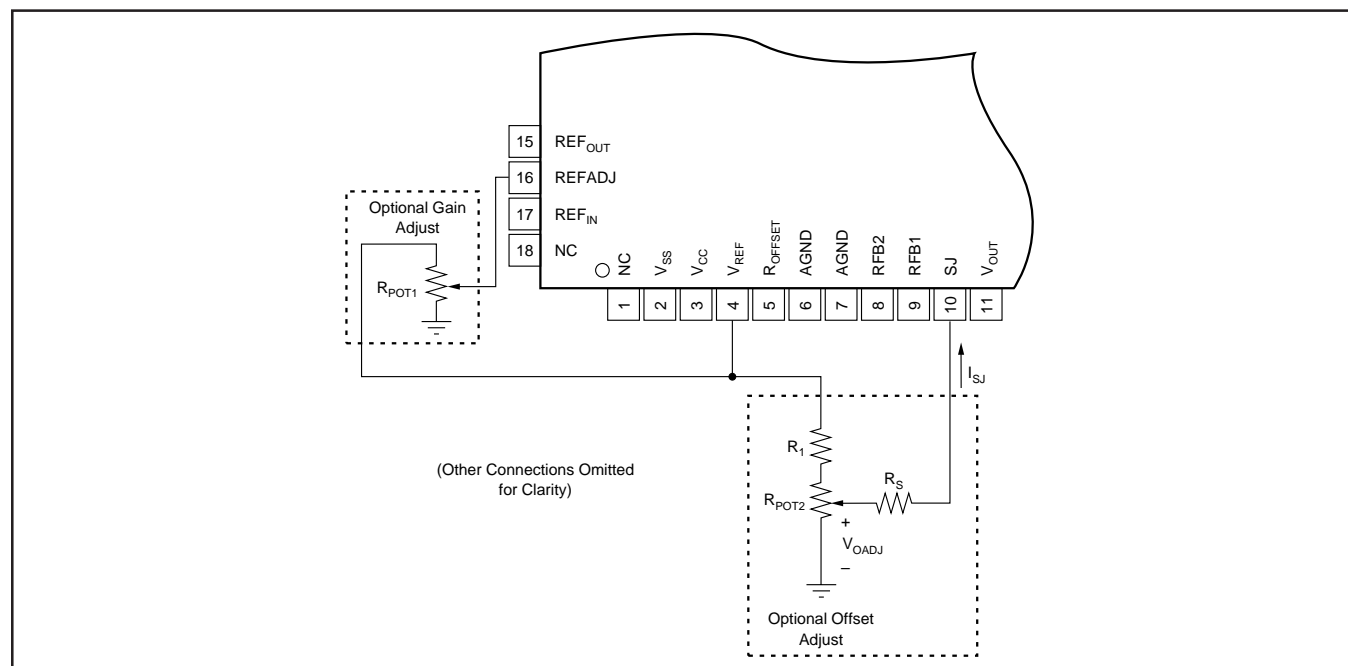 15 REF_OUT
16 REFADJ
17 REF_IN
18 NC
Optional Gain
Adjust
R_POT1
NC
V_SS
V_CC
V_REF
R_OFFSET
AGND
AGND
RFB2
RFB1
SJ
V_OUT
1
2
3
4
5
6
7
8
9
10
11
I_SJ
R_1
R_S
R_POT2
+
V_OADJ
–
(Other Connections Omitted
for Clarity)
Optional Offset
Adjust